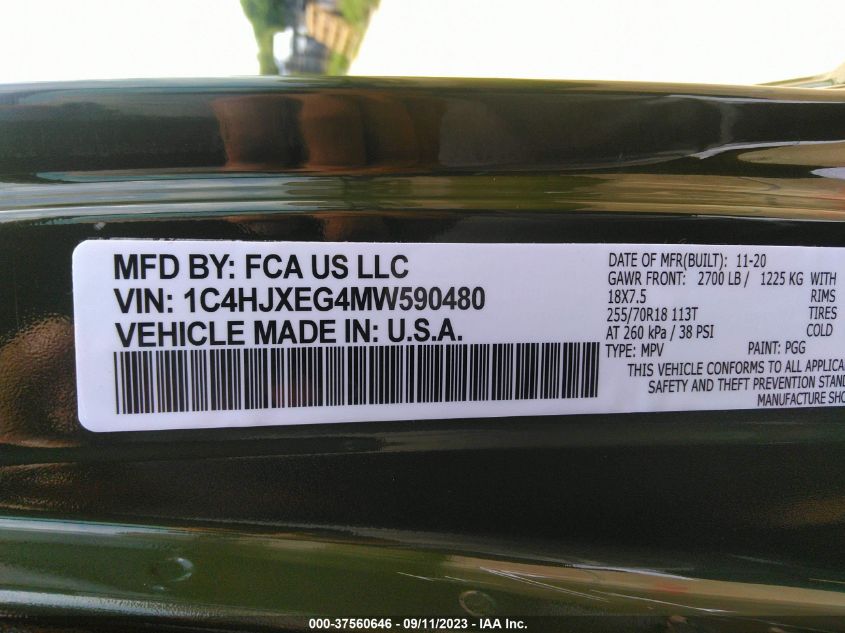 MFD BY: FCA US LLC
VIN: 1C4HJXEG4MW590480
VEHICLE MADE IN: U.S.A.
DATE OF MFR(BUILT): 11-20
GAWR FRONT: 2700 LB / 1225 KG WITH
18X7.5 RIMS
255/70R18 113T TIRES
AT 260 kPa / 38 PSI COLD
TYPE: MPV PAINT: PGG
THIS VEHICLE CONFORMS TO ALL APPLICA
SAFETY AND THEFT PREVENTION STAND
MANUFACTURE SHO
000-37560646 - 09/11/2023 - IAA Inc.